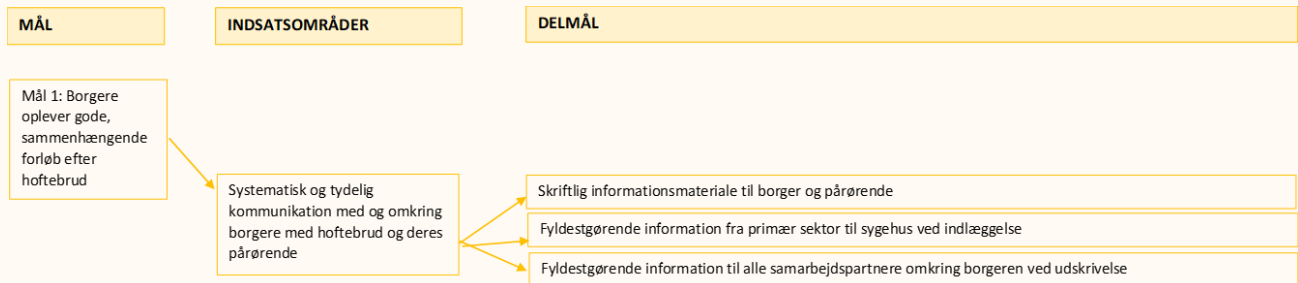 MÅL
INDSATSOMRÅDER
DELMÅL
Mål 1: Borgere
oplever gode,
sammenhængende
forløb efter
hoftebrud
Systematisk og tydelig
kommunikation med og omkring
borgere med hoftebrud og deres
pårørende
Skriftlig informationsmateriale til borger og pårørende
Fyldestgørende information fra primær sektor til sygehus ved indlæggelse
Fyldestgørende information til alle samarbejdspartnere omkring borgeren ved udskrivelse